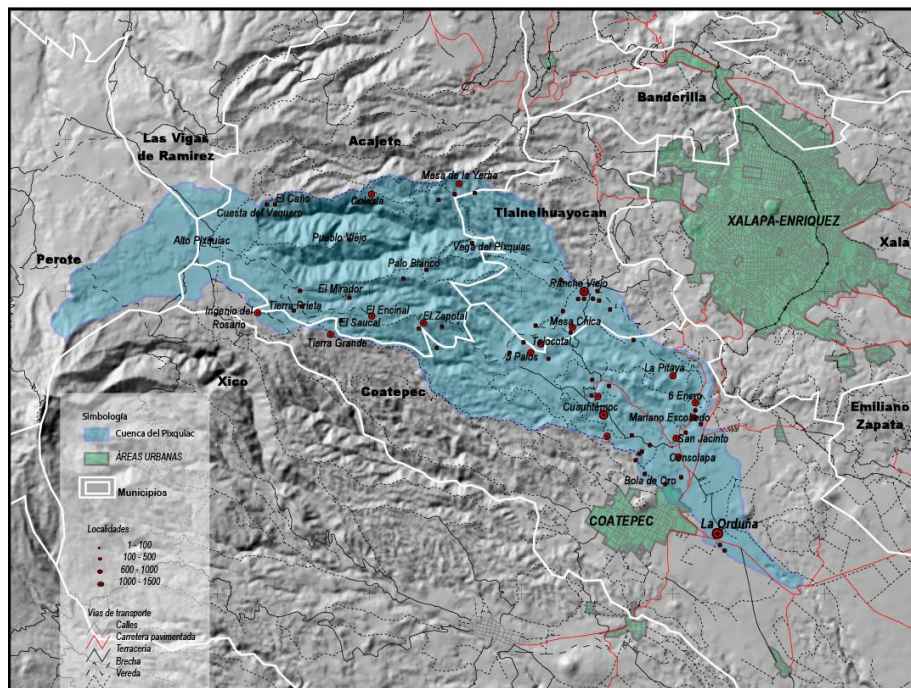 Banderilla
Las Vigas
de Ramirez
Acajete
Mesa de la Yerba
El Caño
Colexta
Cuesta del Vaquero
Tlalnelhuayocan
XALAPA-ENRIQUEZ
Alto Pixquiac
Pueblo Viejo
Vega del Pixquiac
Xala
Perote
Palo Blanco
Rancho Viejo
El Mirador
Tierra Prieta
Ingenio del
Rosario
El Encinal
El Saucal
El Zapotal
Mesa Chica
Tierra Grande
Tejocotal
5 Palos
La Pitaya
Xico
Coatepec
6 Enero
Cuauhtémoc
Mariano Escobedo
Emiliano
Zapata
San Jacinto
Consolapa
Bola de Oro
COATEPEC
La Orduña
Simbología
Cuenca del Pixquiac
ÁREAS URBANAS
Municipios
Localidades
1 - 100
100 - 500
600 - 1000
1000 - 1500
Vías de transporte
Calles
Carretera pavimentada
Terracería
Brecha
Vereda